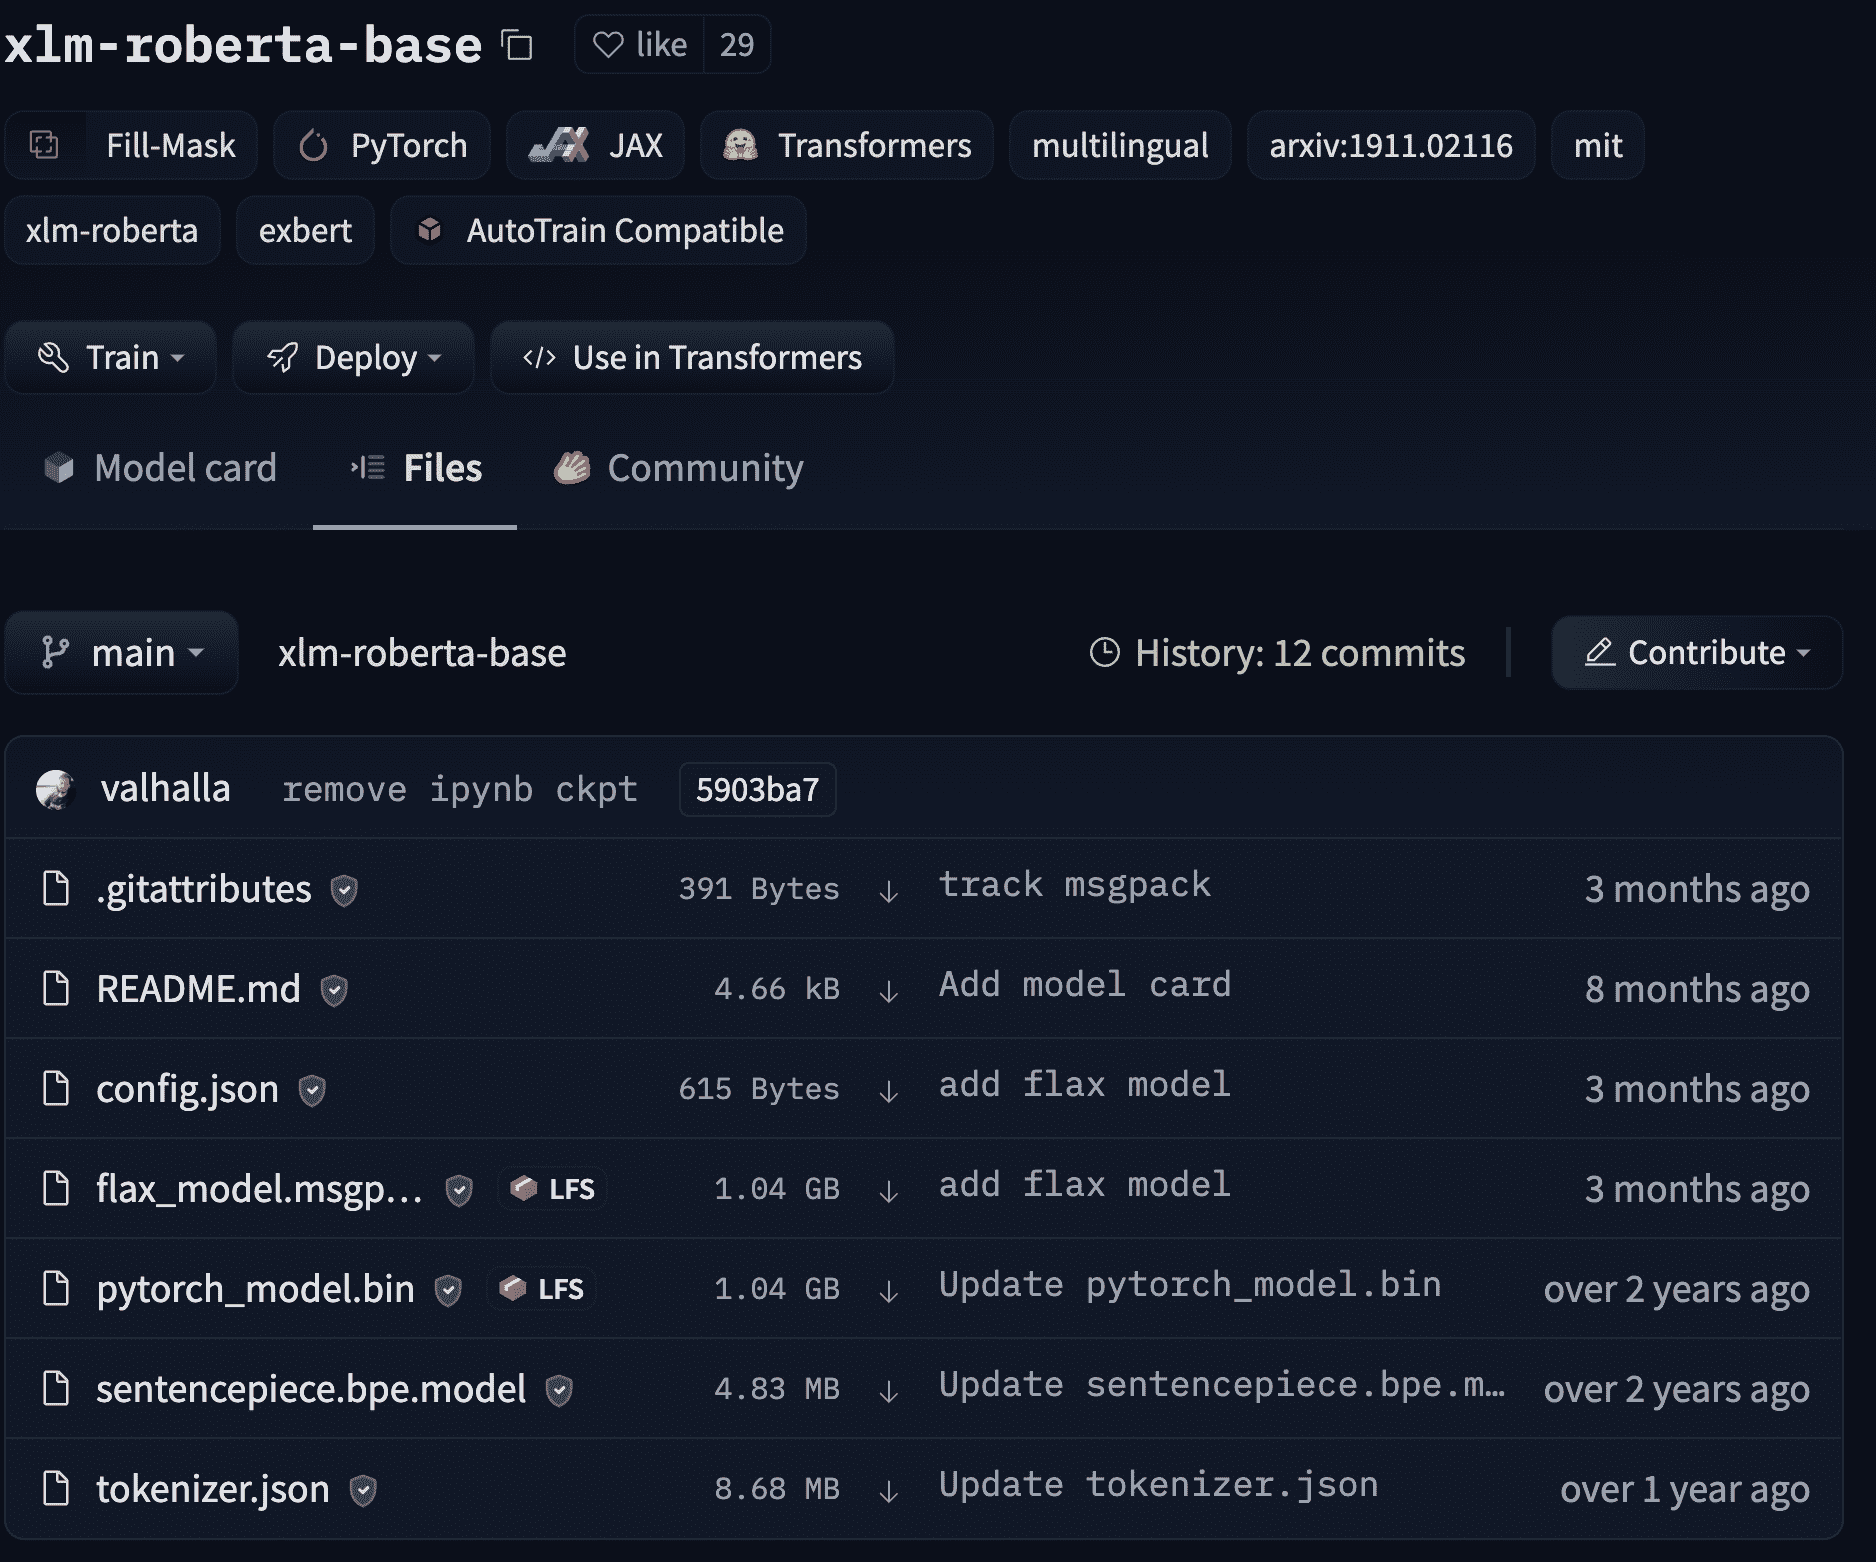 xlm-roberta-base like 29
Fill-Mask PyTorch JAX Transformers multilingual arxiv:1911.02116 mit
xlm-roberta exbert AutoTrain Compatible
Train Deploy </> Use in Transformers
Model card Files Community
main xlm-roberta-base History: 12 commits Contribute
valhalla remove ipynb ckpt 5903ba7
.gitattributes 391 Bytes ↓ track msgpack 3 months ago
README.md 4.66 kB ↓ Add model card 8 months ago
config.json 615 Bytes ↓ add flax model 3 months ago
flax_model.msgp... LFS 1.04 GB ↓ add flax model 3 months ago
pytorch_model.bin LFS 1.04 GB ↓ Update pytorch_model.bin over 2 years ago
sentencepiece.bpe.model 4.83 MB ↓ Update sentencepiece.bpe.m... over 2 years ago
tokenizer.json 8.68 MB ↓ Update tokenizer.json over 1 year ago